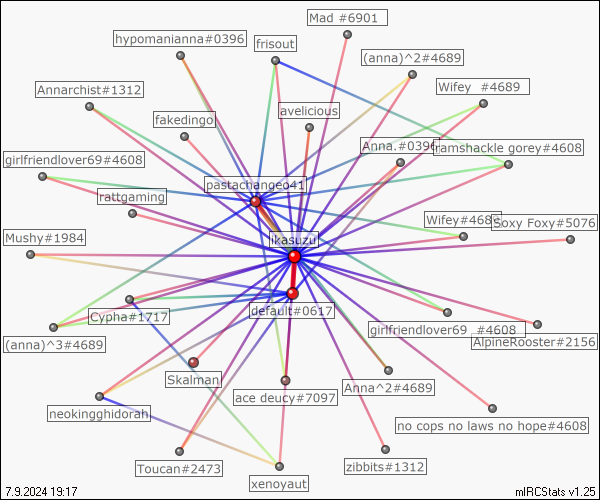 Mad #6901
hypomanianna#0396
frisout
(anna)^2#4689
Wifey_ #4689
Annarchist#1312
avelicious
fakedingo
Anna.#0396
ramshackle gorey#4608
girlfriendlover69#4608
pastachangeo41
rattgaming
Wifey#4689
Soxy Foxy#5076
Mushy#1984
ikasuzu
Cypha#1717
default#0617
girlfriendlover69_#4608
(anna)^3#4689
AlpineRooster#2156
Skalman
Anna^2#4689
ace deucy#7097
neokingghidorah
no cops no laws no hope#4608
Toucan#2473
zibbits#1312
xenoyaut
7.9.2024 19:17
mIRCStats v1.25